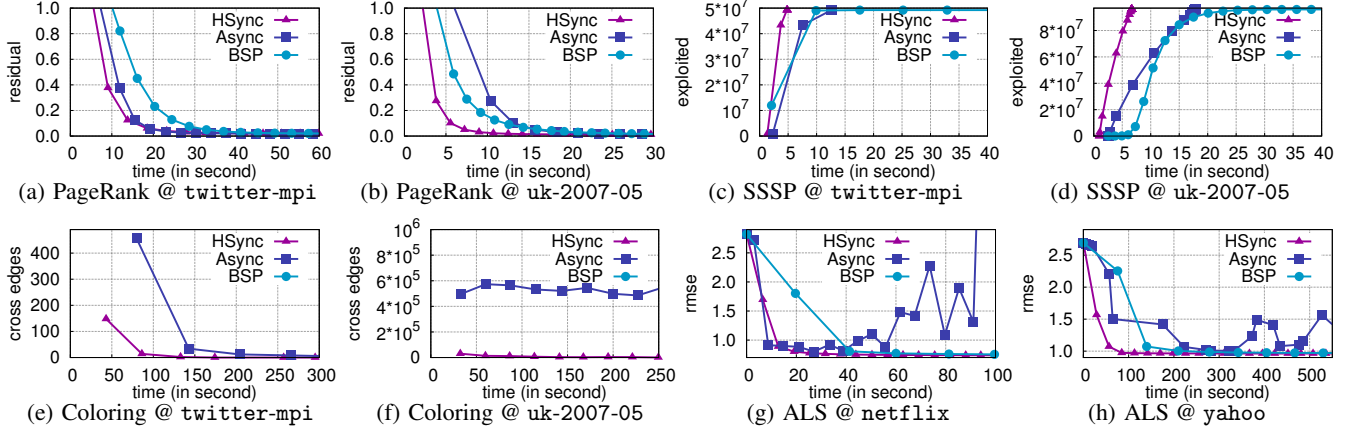 residual
1.0
0.8
0.6
0.4
0.2
0.0
0 10 20 30 40 50 60
time (in second)
HSync
Async
BSP
(a) PageRank @ twitter-mpi
residual
1.0
0.8
0.6
0.4
0.2
0.0
0 5 10 15 20 25 30
time (in second)
HSync
Async
BSP
(b) PageRank @ uk-2007-05
exploited
5*10^7
4*10^7
3*10^7
2*10^7
10^7
0
0 5 10 15 20 25 30 35 40
time (in second)
HSync
Async
BSP
(c) SSSP @ twitter-mpi
exploited
8*10^7
6*10^7
4*10^7
2*10^7
0
0 5 10 15 20 25 30 35 40
time (in second)
HSync
Async
BSP
(d) SSSP @ uk-2007-05
cross edges
400
300
200
100
0
0 50 100 150 200 250 300
time (in second)
HSync
Async
BSP
(e) Coloring @ twitter-mpi
cross edges
10^6
8*10^5
6*10^5
4*10^5
2*10^5
0
0 50 100 150 200 250
time (in second)
HSync
Async
BSP
(f) Coloring @ uk-2007-05
rmse
2.5
2.0
1.5
1.0
0 20 40 60 80 100
time (in second)
HSync
Async
BSP
(g) ALS @ netflix
rmse
2.5
2.0
1.5
1.0
0 100 200 300 400 500
time (in second)
HSync
Async
BSP
(h) ALS @ yahoo